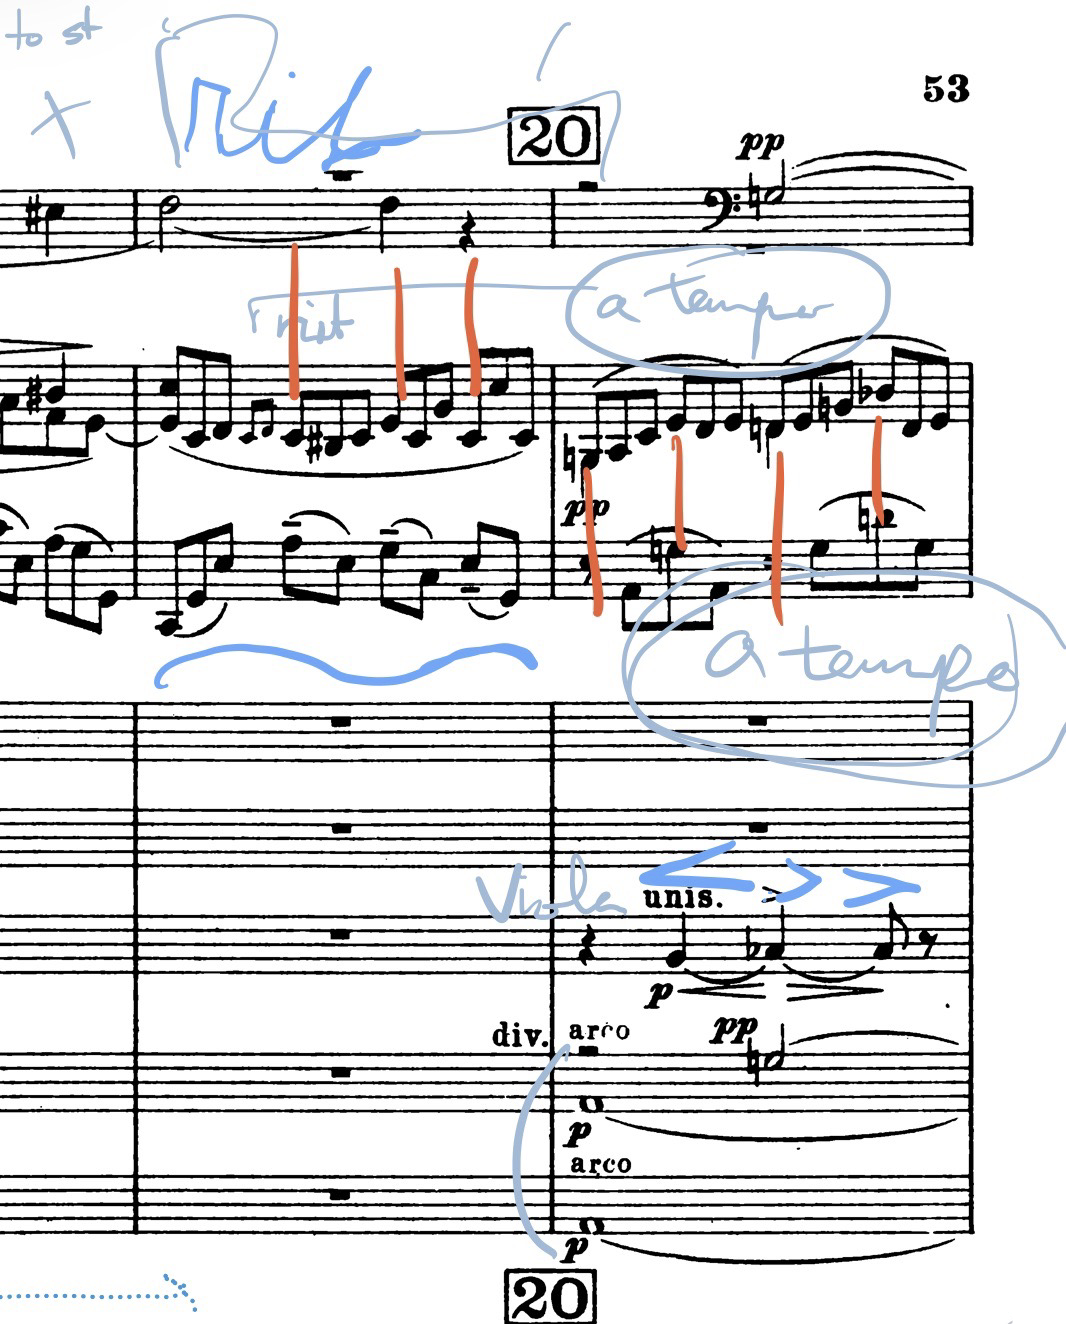 to st
+ Rit
53
20
pp
rit
a tempo
pp
a tempo
Viola
unis.
p
div. arco
pp
p
arco
p
20